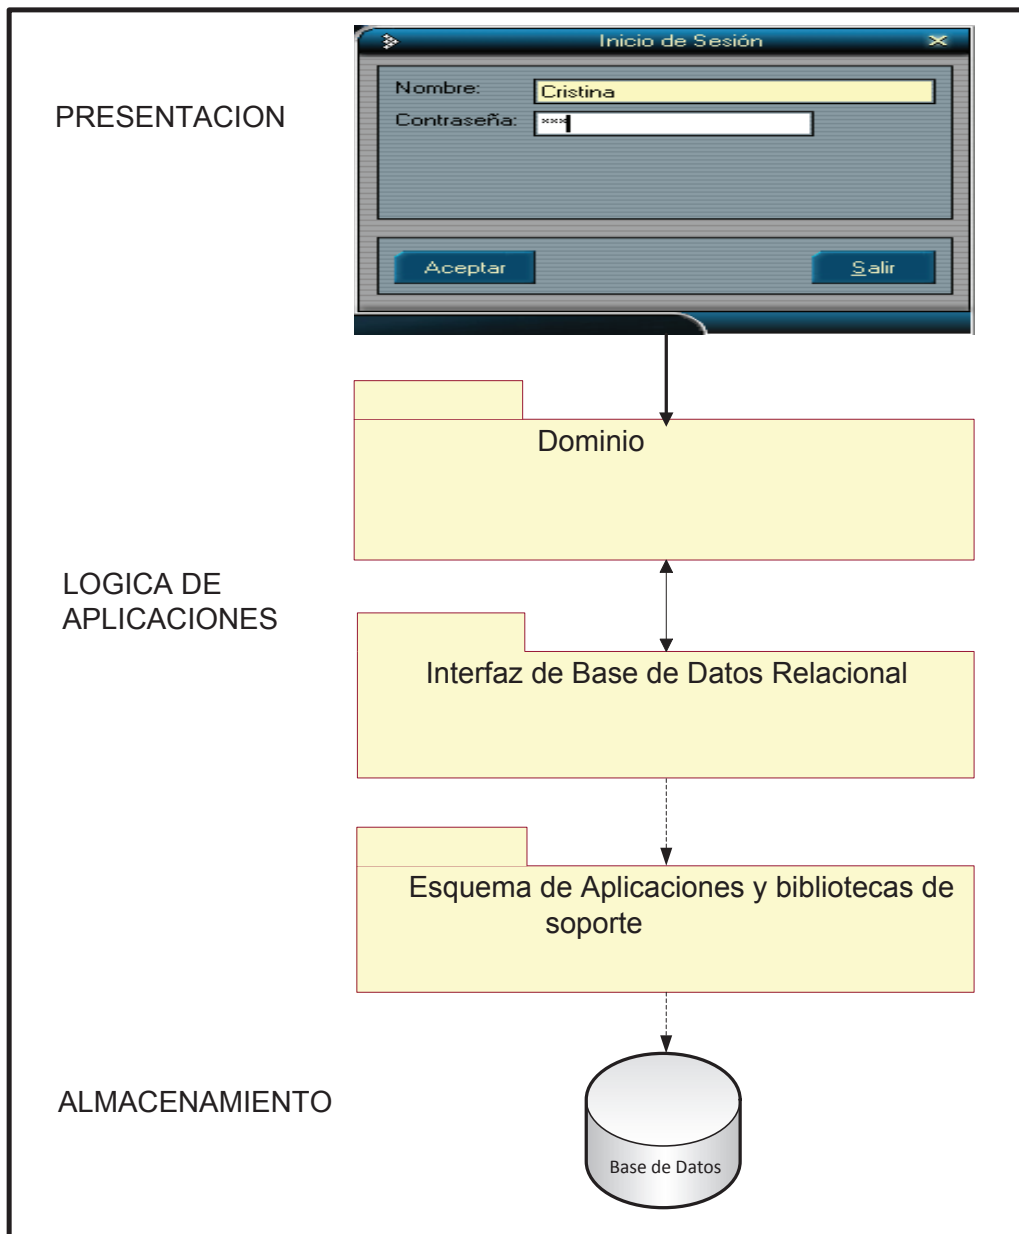 Inicio de Sesión
PRESENTACION
Nombre:
Cristina
Contraseña:
***
Aceptar
Salir
Dominio
LOGICA DE
APLICACIONES
Interfaz de Base de Datos Relacional
Esquema de Aplicaciones y bibliotecas de
soporte
ALMACENAMIENTO
Base de Datos